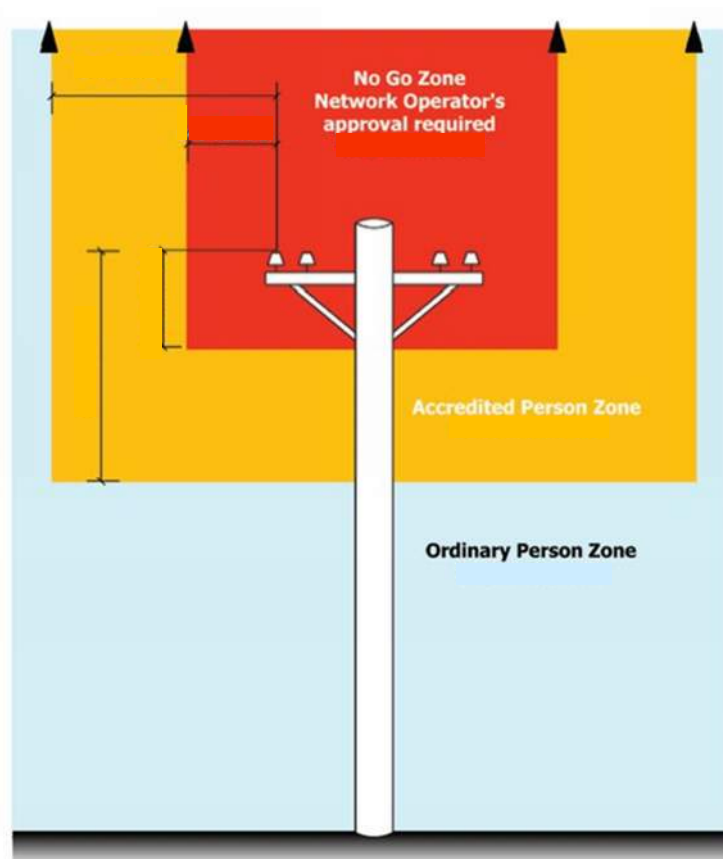 No Go Zone
Network Operator's
approval required
Accredited Person Zone
Ordinary Person Zone